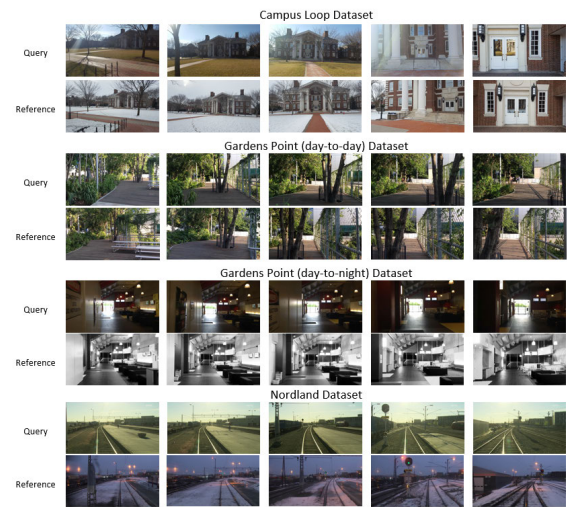 Campus Loop Dataset
Query
Reference
Gardens Point (day-to-day) Dataset
Query
Reference
Gardens Point (day-to-night) Dataset
Query
Reference
Nordland Dataset
Query
Reference